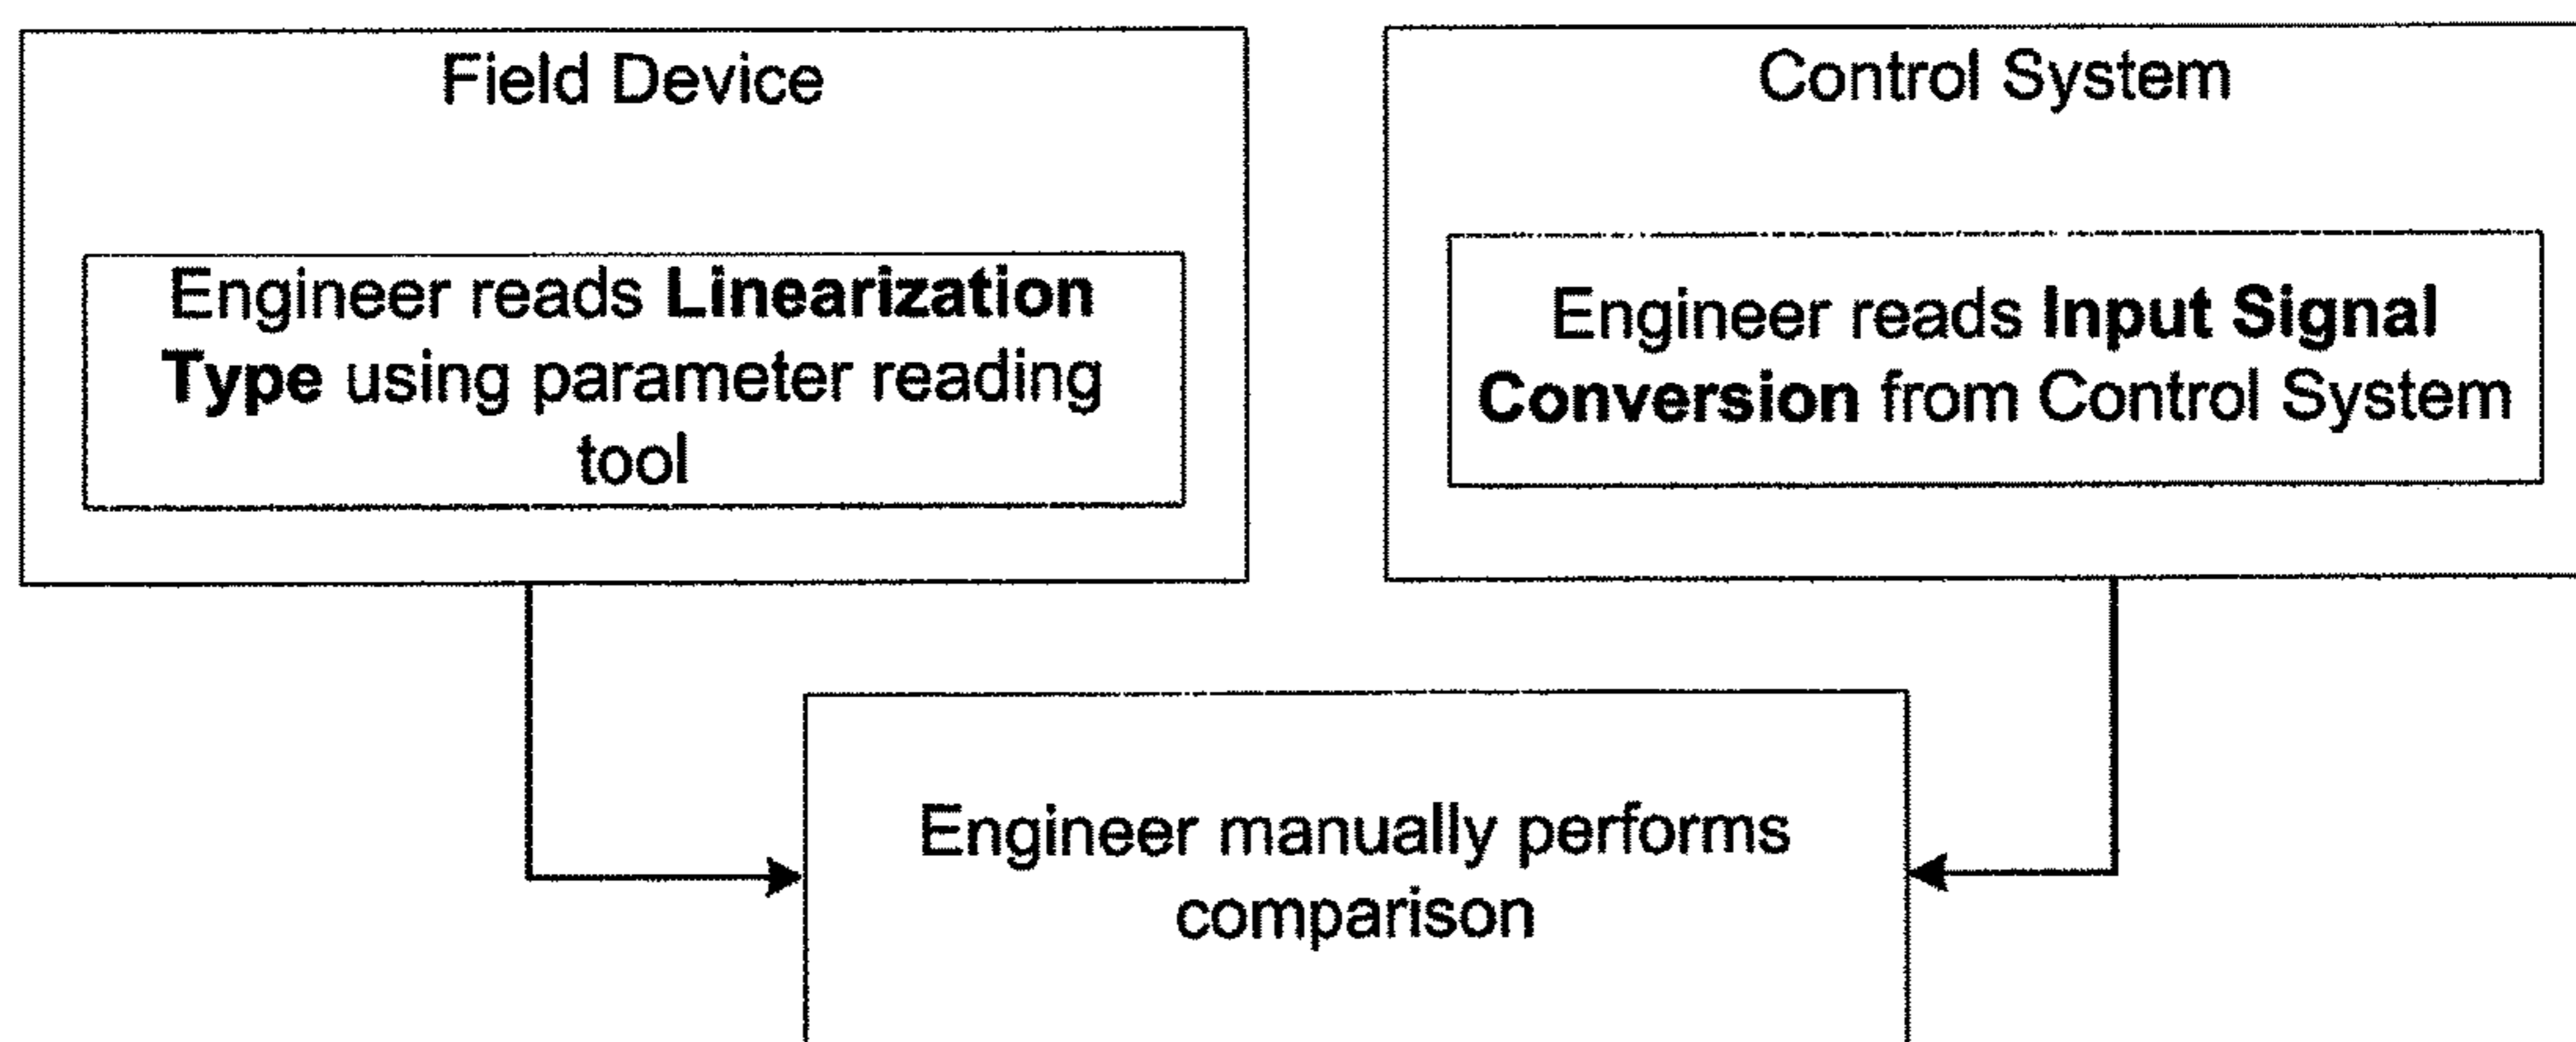 Field Device
Engineer reads Linearization
Type using parameter reading
tool
Control System
Engineer reads Input Signal
Conversion from Control System
Engineer manually performs
comparison